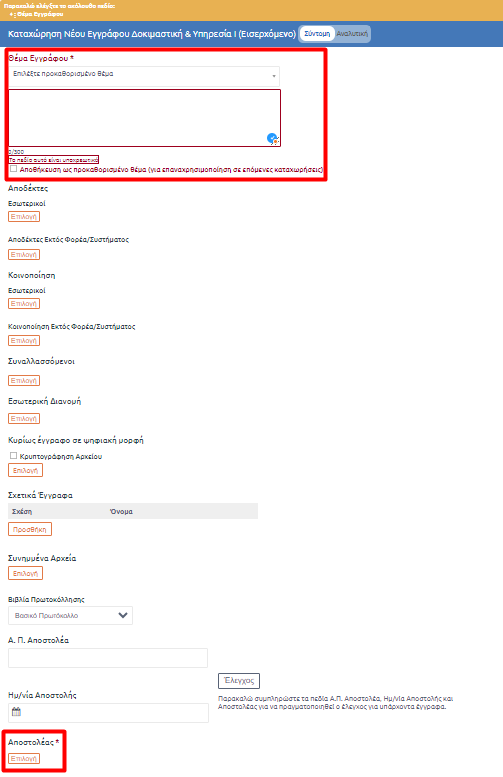 Παρακαλώ ελέγξτε τα ακόλουθα πεδία:
• : Θέμα Εγγράφου
Καταχώρηση Νέου Εγγράφου Δοκιμαστική & Υπηρεσία Ι (Εισερχόμενο) Σύντομη Αναλυτική
Θέμα Εγγράφου *
Επιλέξτε προκαθορισμένο θέμα
0/300
Το πεδίο αυτό είναι υποχρεωτικό
Αποθήκευση ως προκαθορισμένο θέμα (για επαναχρησιμοποίηση σε επόμενες καταχωρήσεις)
Αποδέκτες
Εσωτερικοί
Επιλογή
Αποδέκτες Εκτός Φορέα/Συστήματος
Επιλογή
Κοινοποίηση
Εσωτερικοί
Επιλογή
Κοινοποίηση Εκτός Φορέα/Συστήματος
Επιλογή
Συναλλασσόμενοι
Επιλογή
Εσωτερική Διανομή
Επιλογή
Κυρίως έγγραφο σε ψηφιακή μορφή
Κρυπτογράφηση Αρχείου
Επιλογή
Σχετικά Έγγραφα
Σχέση Όνομα
Προσθήκη
Συνημμένα Αρχεία
Επιλογή
Βιβλία Πρωτοκόλλησης
Βασικό Πρωτόκολλο
Α. Π. Αποστολέα
Έλεγχος
Ημ/νία Αποστολής
Παρακαλώ συμπληρώστε τα πεδία Α.Π. Αποστολέα, Ημ/νία Αποστολής και
Αποστολέας για να πραγματοποιηθεί ο έλεγχος για υπάρχοντα έγγραφα.
Αποστολέας *
Επιλογή